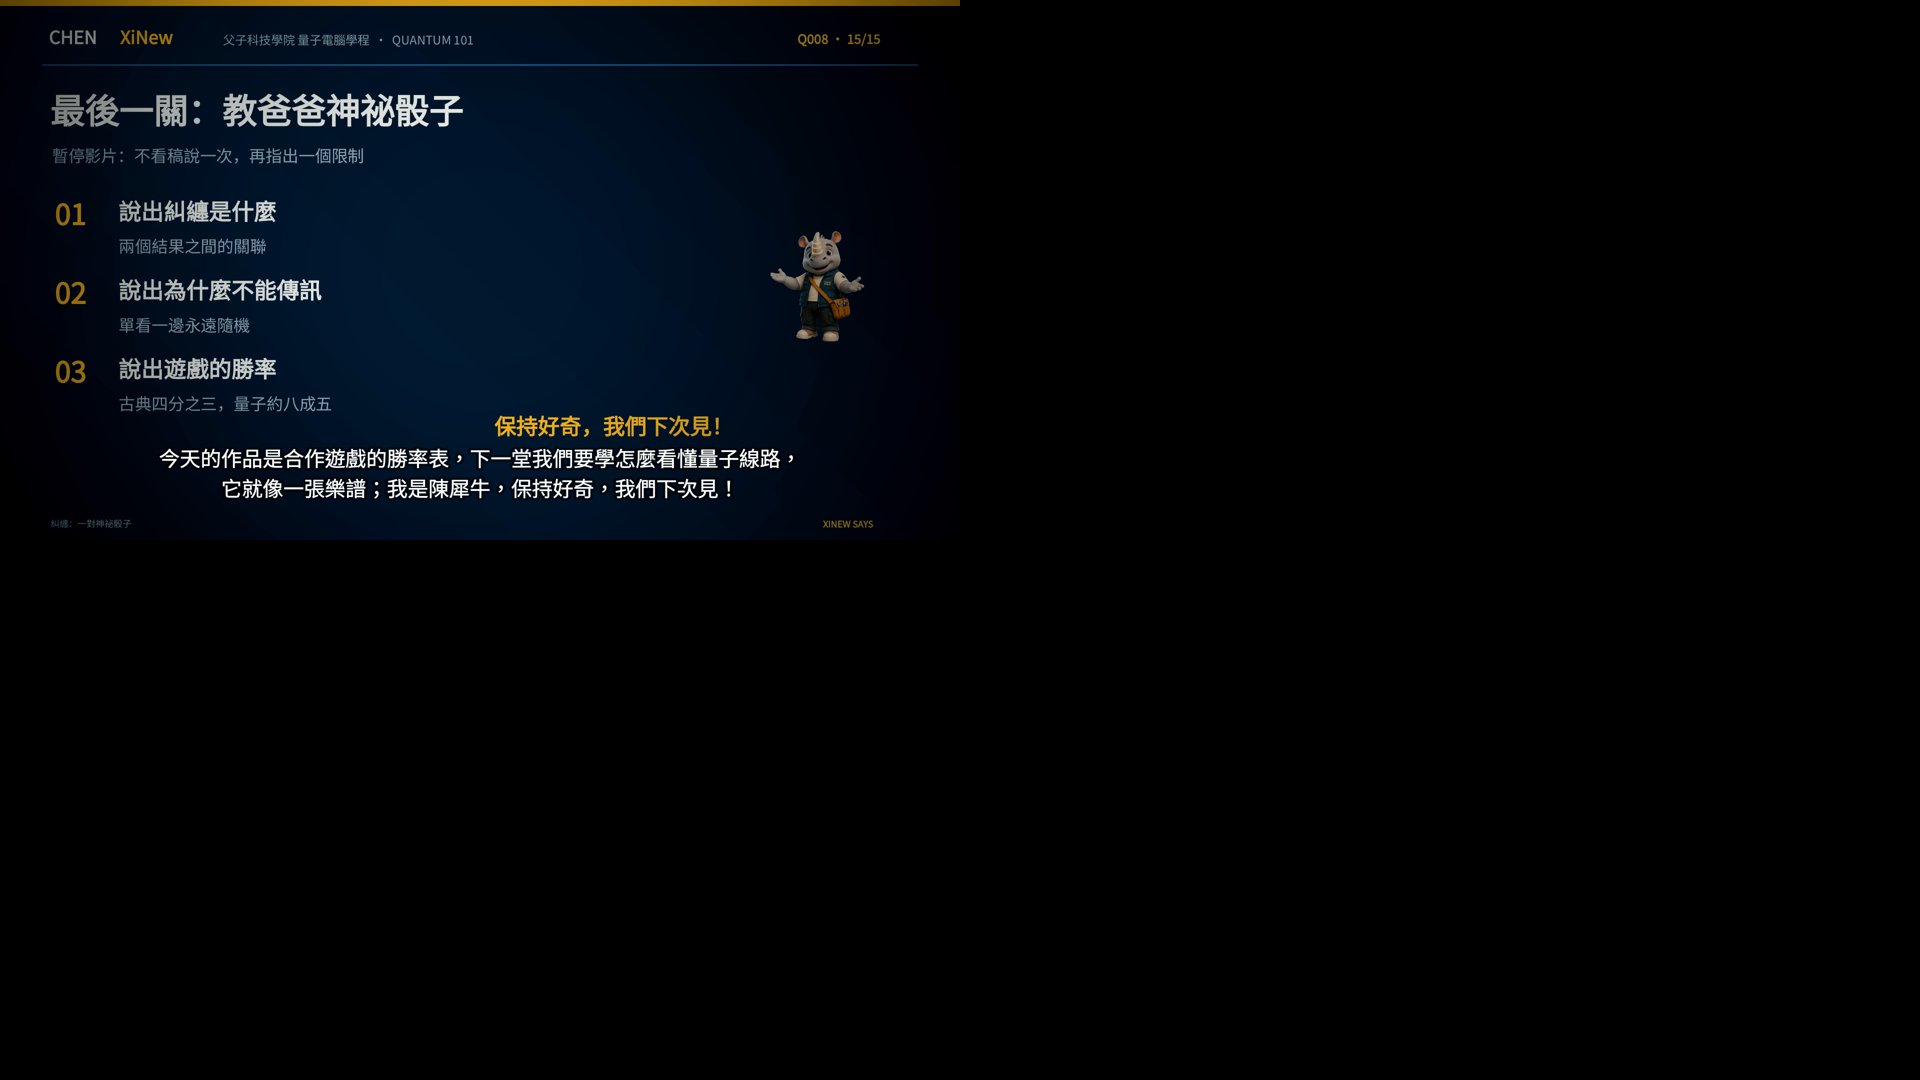 CHEN XiNew 父子科技學院 量子電腦學程 · QUANTUM 101 Q008 · 15/15
最後一關：教爸爸神祕骰子
暫停影片：不看稿說一次，再指出一個限制
01 說出糾纏是什麼
兩個結果之間的關聯
02 說出為什麼不能傳訊
單看一邊永遠隨機
03 說出遊戲的勝率
古典四分之三，量子約八成五
保持好奇，我們下次見！
今天的作品是合作遊戲的勝率表，下一堂我們要學怎麼看懂量子線路，
它就像一張樂譜；我是陳犀牛，保持好奇，我們下次見！
糾纏：一對神祕骰子 XINEW SAYS